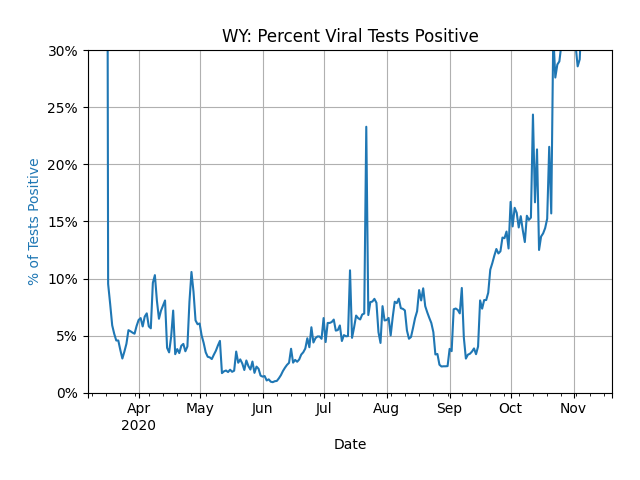 WY: Percent Viral Tests Positive
% of Tests Positive
30%
25%
20%
15%
10%
5%
0%
Apr May Jun Jul Aug Sep Oct Nov
2020
Date